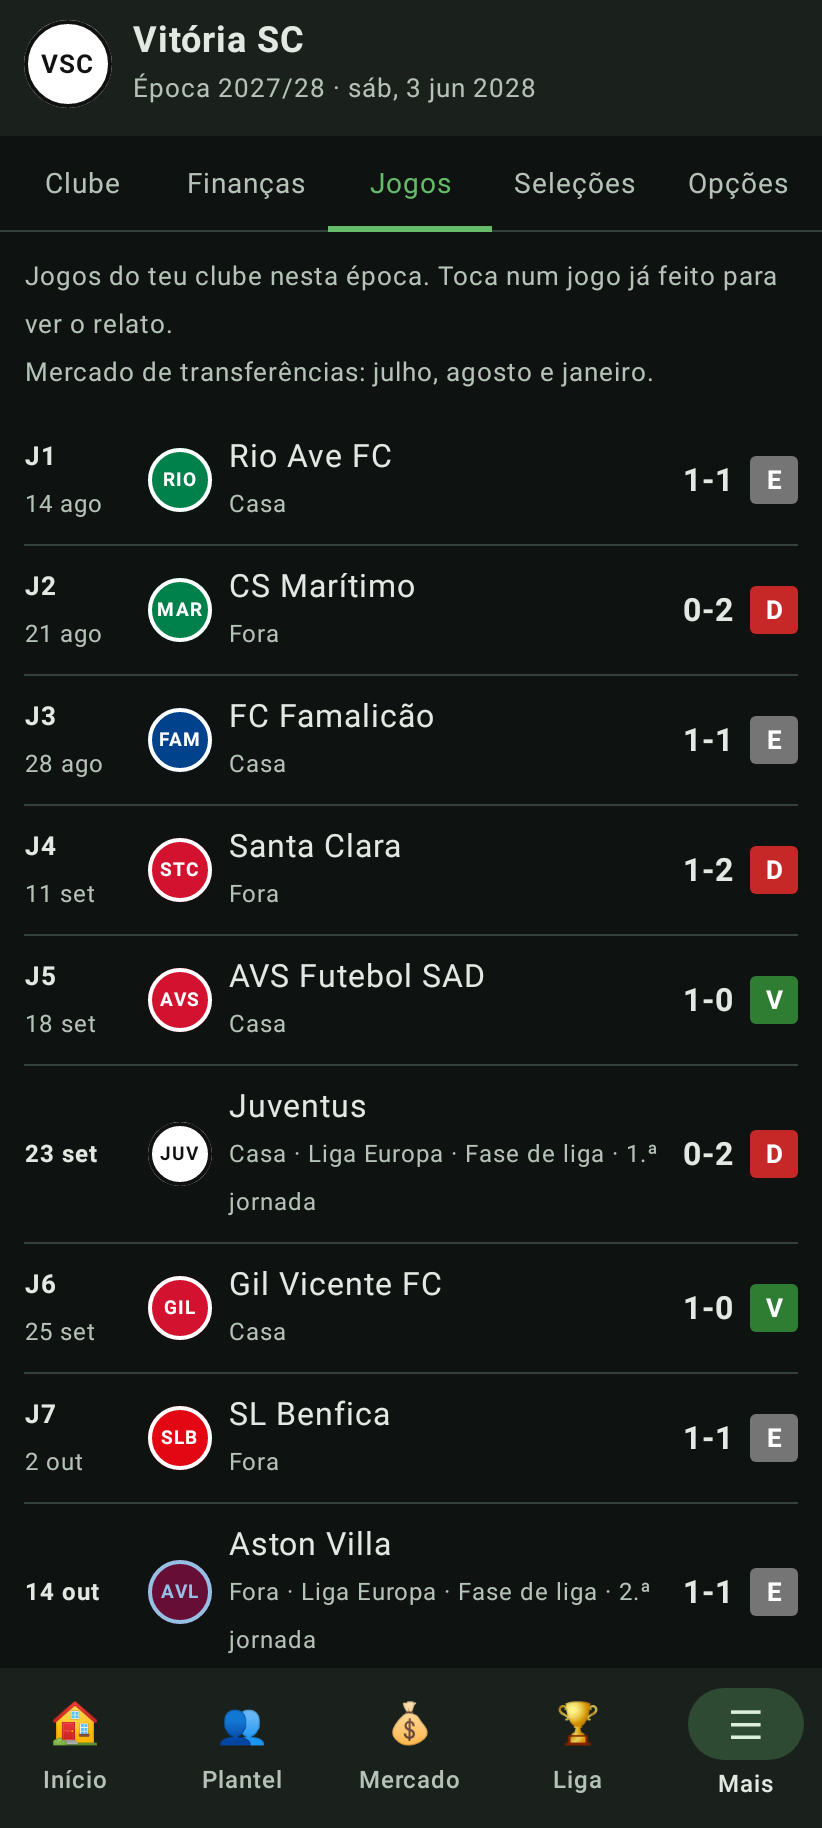 VSC
Vitória SC
Época 2027/28 · sáb, 3 jun 2028
Clube Finanças Jogos Seleções Opções
Jogos do teu clube nesta época. Toca num jogo já feito para
ver o relato.
Mercado de transferências: julho, agosto e janeiro.
J1 RIO Rio Ave FC 1-1 E
14 ago Casa
J2 MAR CS Marítimo 0-2 D
21 ago Fora
J3 FAM FC Famalicão 1-1 E
28 ago Casa
J4 STC Santa Clara 1-2 D
11 set Fora
J5 AVS AVS Futebol SAD 1-0 V
18 set Casa
Juventus
23 set JUV Casa · Liga Europa · Fase de liga · 1.ª 0-2 D
jornada
J6 GIL Gil Vicente FC 1-0 V
25 set Casa
J7 SLB SL Benfica 1-1 E
2 out Fora
Aston Villa
14 out AVL Fora · Liga Europa · Fase de liga · 2.ª 1-1 E
jornada
Início Plantel Mercado Liga Mais